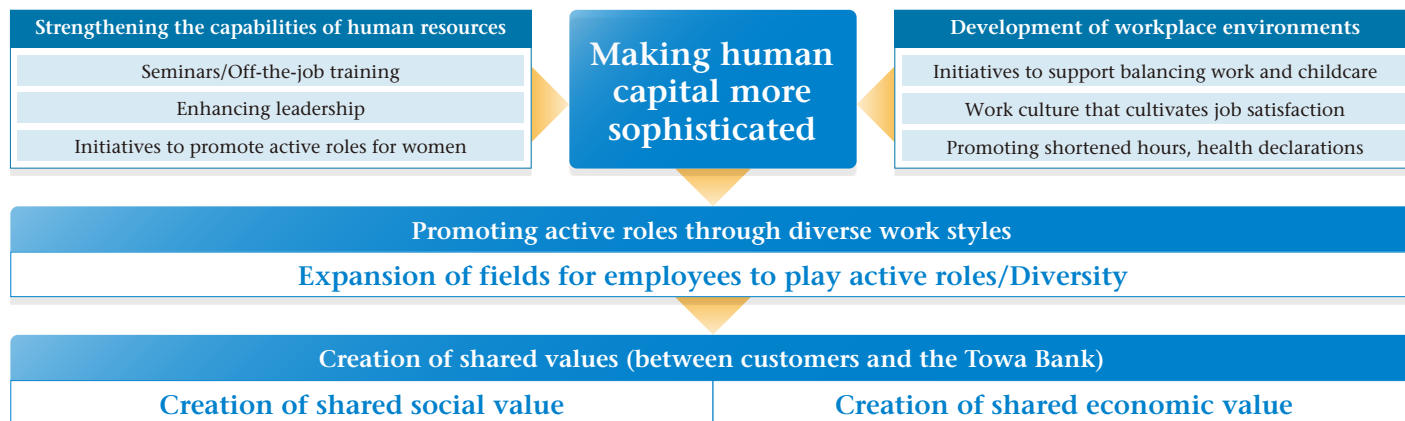 Strengthening the capabilities of human resources
Seminars/Off-the-job training
Enhancing leadership
Initiatives to promote active roles for women
Making human
capital more
sophisticated
Development of workplace environments
Initiatives to support balancing work and childcare
Work culture that cultivates job satisfaction
Promoting shortened hours, health declarations
Promoting active roles through diverse work styles
Expansion of fields for employees to play active roles/Diversity
Creation of shared values (between customers and the Towa Bank)
Creation of shared social value
Creation of shared economic value